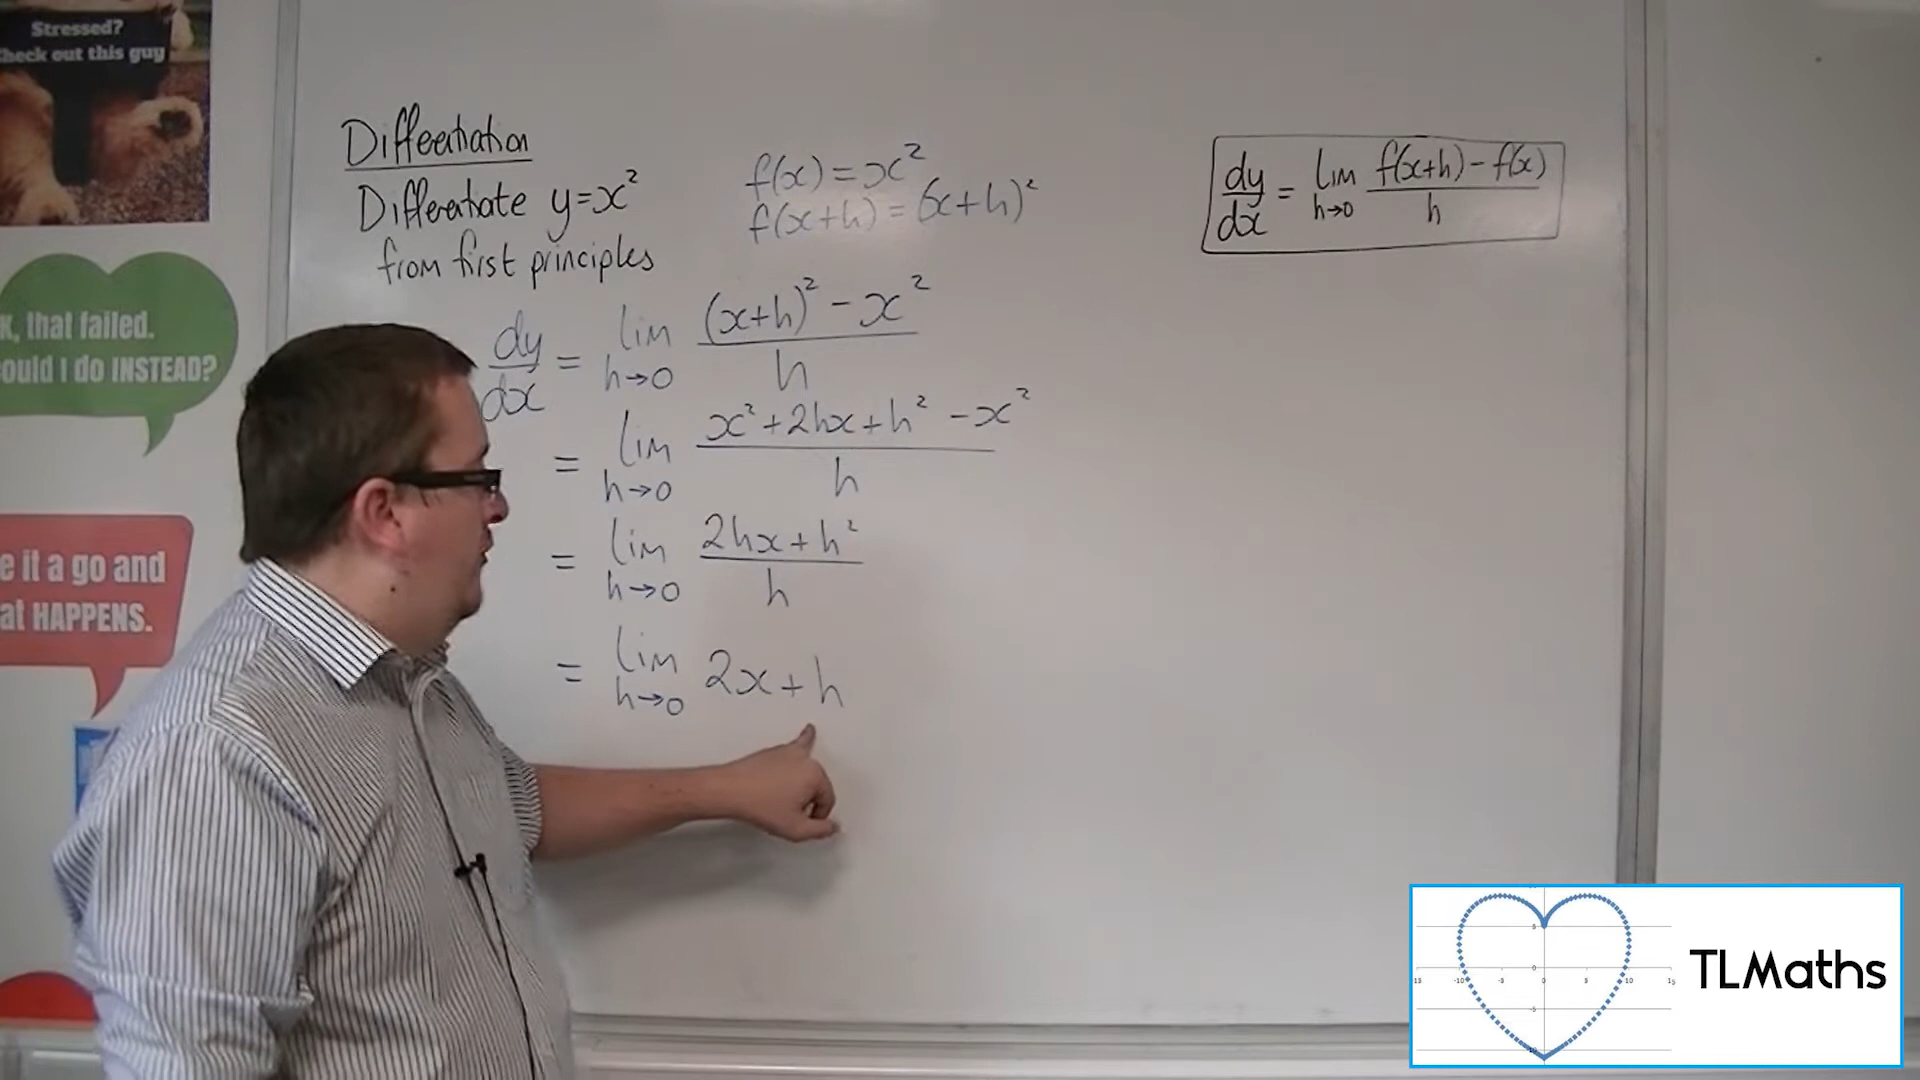 Stressed?
Check out this guy
K, that failed.
ould I do INSTEAD?
e it a go and
at HAPPENS.
Differentiation
Differentiate y=x²
from first principles
f(x) = x²
f(x+h) = (x+h)²
dy/dx = lim h→0 (f(x+h) - f(x))/h
dy/dx = lim h→0 ((x+h)² - x²)/h
= lim h→0 (x² + 2hx + h² - x²)/h
= lim h→0 (2hx + h²)/h
= lim h→0 2x + h
TLMaths